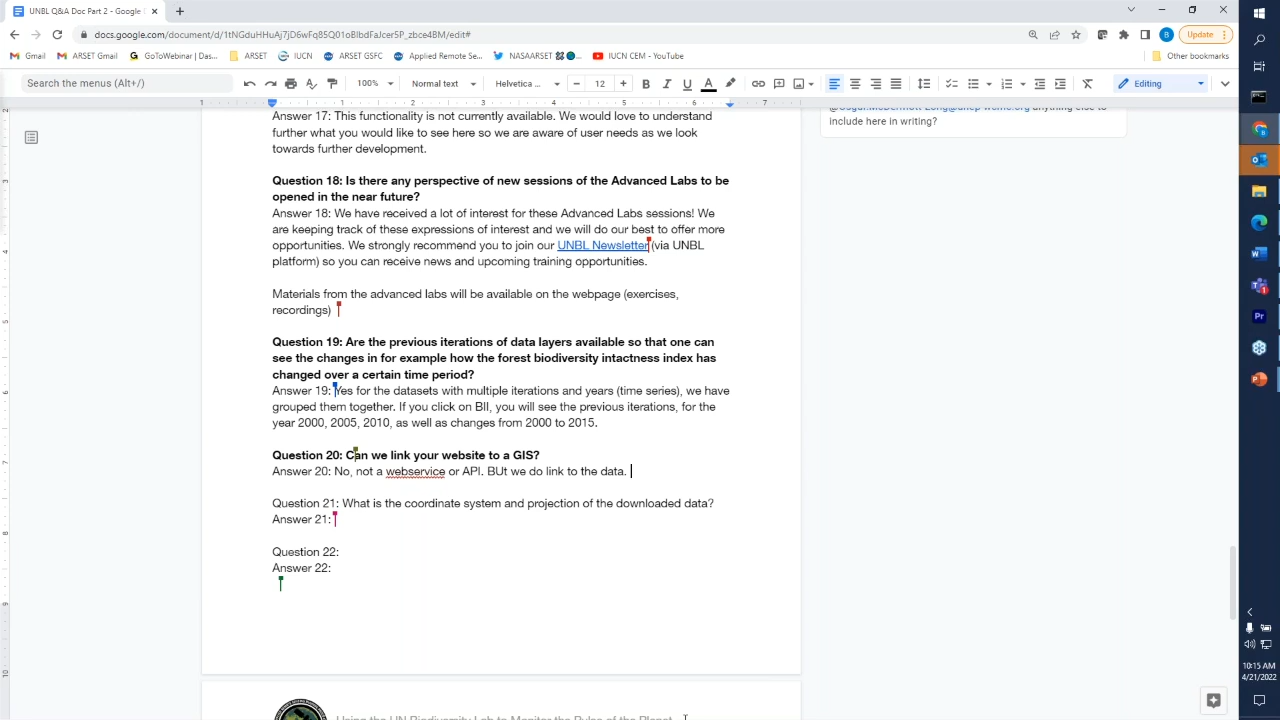 UNBL Q&A Doc Part 2 - Google
docs.google.com/document/d/1tNGduHHuAj7jD6wFq85Q01oBIbdFaJcer5P_zbce4BM/edit#
Update
Gmail
ARSET Gmail
GoToWebinar | Das...
ARSET
IUCN
ARSET GSFC
Applied Remote Se...
NASAARSET
IUCN CEM - YouTube
Other bookmarks
Search the menus (Alt+/)
100%
Normal text
Helvetica ...
12
Editing
Answer 17: This functionality is not currently available. We would love to understand
further what you would like to see here so we are aware of user needs as we look
towards further development.
anything else to
include here in writing?
Question 18: Is there any perspective of new sessions of the Advanced Labs to be
opened in the near future?
Answer 18: We have received a lot of interest for these Advanced Labs sessions! We
are keeping track of these expressions of interest and we will do our best to offer more
opportunities. We strongly recommend you to join our UNBL Newsletter (via UNBL
platform) so you can receive news and upcoming training opportunities.
Materials from the advanced labs will be available on the webpage (exercises,
recordings)
Question 19: Are the previous iterations of data layers available so that one can
see the changes in for example how the forest biodiversity intactness index has
changed over a certain time period?
Answer 19: Yes for the datasets with multiple iterations and years (time series), we have
grouped them together. If you click on BII, you will see the previous iterations, for the
year 2000, 2005, 2010, as well as changes from 2000 to 2015.
Question 20: Can we link your website to a GIS?
Answer 20: No, not a webservice or API. BUt we do link to the data.
Question 21: What is the coordinate system and projection of the downloaded data?
Answer 21:
Question 22:
Answer 22:
Using the UN Biodiversity Lab to Monitor the Pulse of the Planet
10:15 AM
4/21/2022